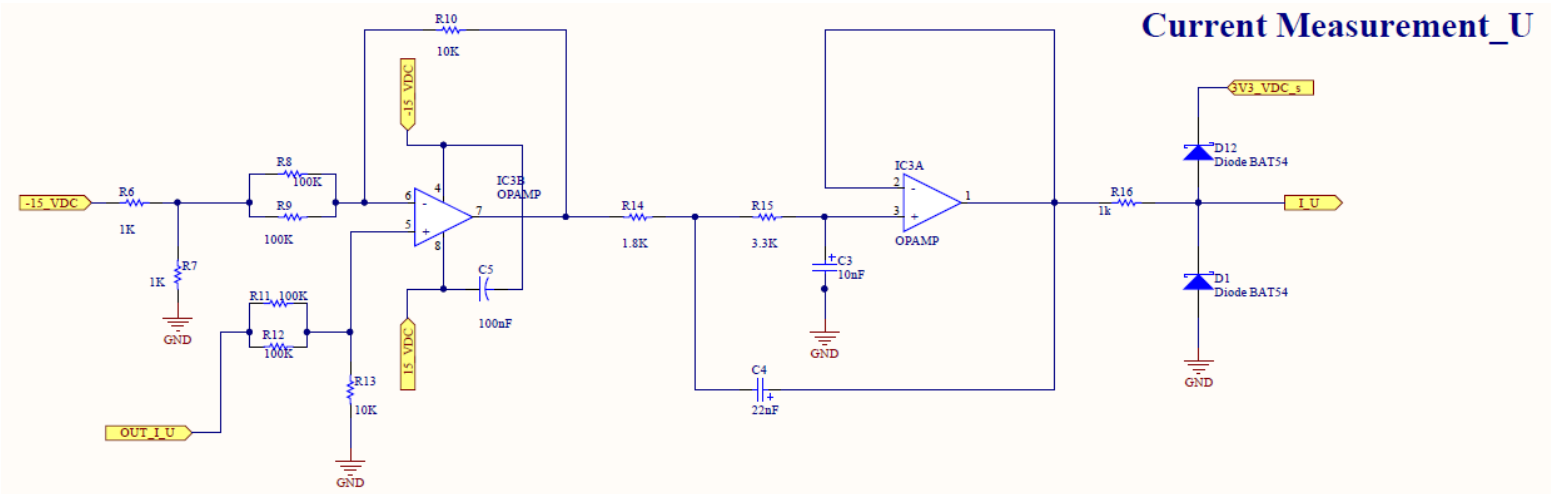 Current Measurement_U
R10
10K
-15_VDC
3V3_VDC_s
D12
Diode BAT54
R8
100K
IC3A
IC3B
OPAMP
4
2
-
1
3
+
OPAMP
-15_VDC
R6
1K
R9
100K
6
-
5
+
7
8
R14
1.8K
R15
3.3K
R16
1k
I_U
R7
1K
GND
C5
100nF
C3
+
10nF
GND
D1
Diode BAT54
GND
R11
100K
R12
100K
15_VDC
C4
+
22nF
R13
10K
OUT_I_U
GND